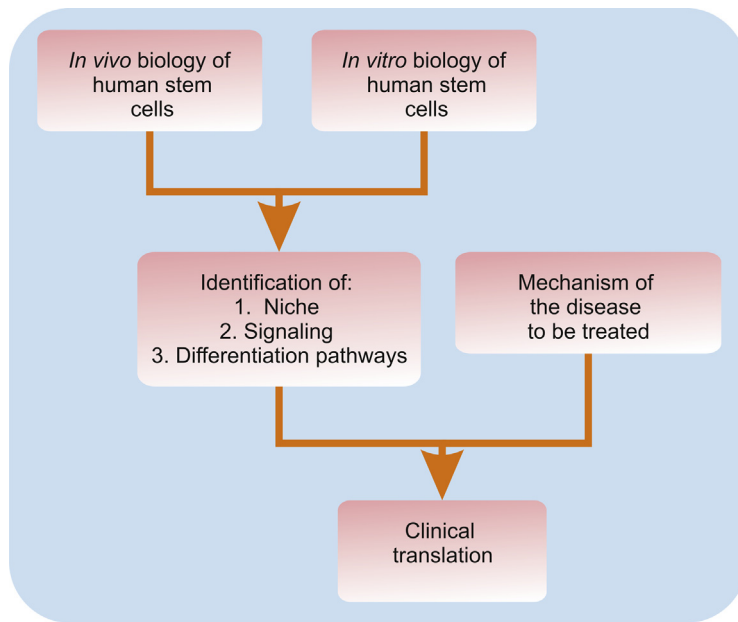 In vivo biology of
human stem
cells
In vitro biology of
human stem
cells
Identification of:
1. Niche
2. Signaling
3. Differentiation pathways
Mechanism of
the disease
to be treated
Clinical
translation